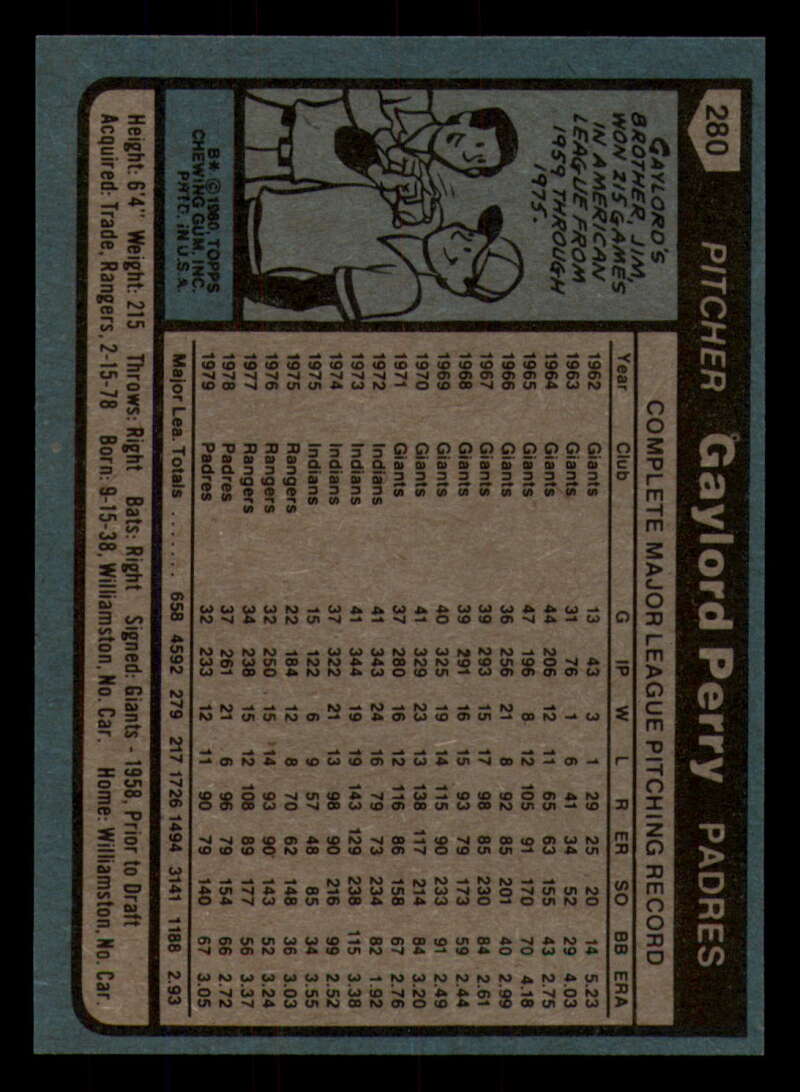 280 PITCHER Gaylord Perry PADRES
GAYLORD'S
BROTHER, JIM,
WON 215 GAMES
IN AMERICAN
LEAGUE FROM
1959 THROUGH
1975.
B* © 1980 TOPPS
CHEWING GUM, INC.
PRTD. IN U.S.A.
COMPLETE MAJOR LEAGUE PITCHING RECORD
Year Club G IP W L R ER SO BB ERA
1962 Giants 13 43 3 1 29 25 20 14 5.23
1963 Giants 31 76 1 6 41 34 52 29 4.03
1964 Giants 44 206 12 11 65 63 155 43 2.75
1965 Giants 47 196 8 12 105 91 170 70 4.18
1966 Giants 36 256 21 8 92 85 201 40 2.99
1967 Giants 39 293 15 17 98 85 230 84 2.61
1968 Giants 39 291 16 15 93 79 173 59 2.44
1969 Giants 40 325 19 14 115 90 233 91 2.49
1970 Giants 41 329 23 13 138 117 214 84 3.20
1971 Giants 37 280 16 12 116 86 158 67 2.76
1972 Indians 41 343 24 16 79 73 234 82 1.92
1973 Indians 41 344 19 19 143 129 238 115 3.38
1974 Indians 37 322 21 13 98 90 216 99 2.52
1975 Indians 15 122 6 9 57 48 85 34 3.55
1975 Rangers 22 184 12 8 70 62 148 36 3.03
1976 Rangers 32 250 15 14 93 90 143 52 3.24
1977 Rangers 34 238 15 12 108 89 177 56 3.37
1978 Padres 37 261 21 6 96 79 154 66 2.72
1979 Padres 32 233 12 11 90 79 140 67 3.05
Major Lea. Totals ........ 658 4592 279 217 1726 1494 3141 1188 2.93
Height: 6'4" Weight: 215 Throws: Right Bats: Right Signed: Giants - 1958, Prior to Draft
Acquired: Trade, Rangers, 2-15-78 Born: 9-15-38, Williamston, No. Car. Home: Williamston, No. Car.